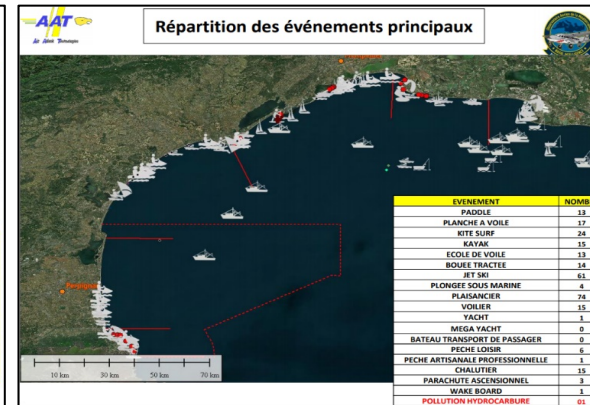 AAT
Répartition des événements principaux
Perpignan
10 km 30 km 50 km 70 km
EVENEMENT NOMB
PADDLE 13
PLANCHE A VOILE 17
KITE SURF 24
KAYAK 15
ECOLE DE VOILE 13
BOUEE TRACTEE 14
JET SKI 61
PLONGEE SOUS MARINE 4
PLAISANCIER 74
VOILIER 15
YACHT 1
MEGA YACHT 0
BATEAU TRANSPORT DE PASSAGER 0
PECHE LOISIR 6
PECHE ARTISANALE PROFESSIONNELLE 1
CHALUTIER 15
PARACHUTE ASCENSIONNEL 3
WAKE BOARD 1
POLLUTION HYDROCARBURE 01